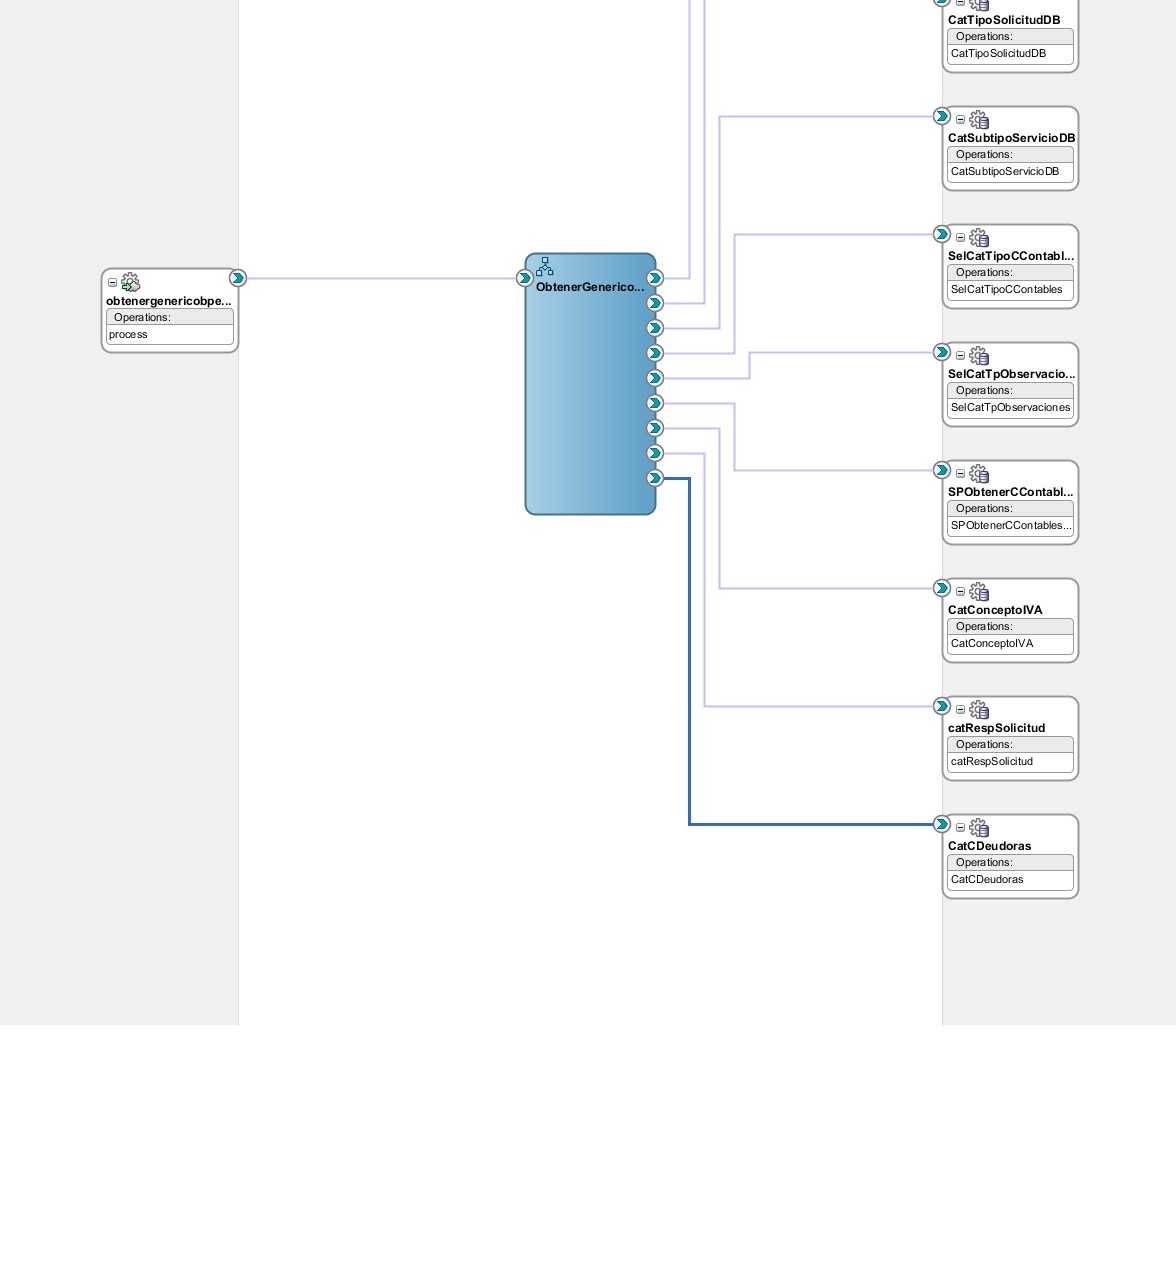 CatTipoSolicitudDB
Operations:
CatTipoSolicitudDB
CatSubtipoServicioDB
Operations:
CatSubtipoServicioDB
SelCatTipoCContabl...
Operations:
SelCatTipoCContables
obtenergenericobpe...
Operations:
process
ObtenerGenerico...
SelCatTpObservacio...
Operations:
SelCatTpObservaciones
SPObtenerCContabl...
Operations:
SPObtenerCContables...
CatConceptoIVA
Operations:
CatConceptoIVA
catRespSolicitud
Operations:
catRespSolicitud
CatCDeudoras
Operations:
CatCDeudoras